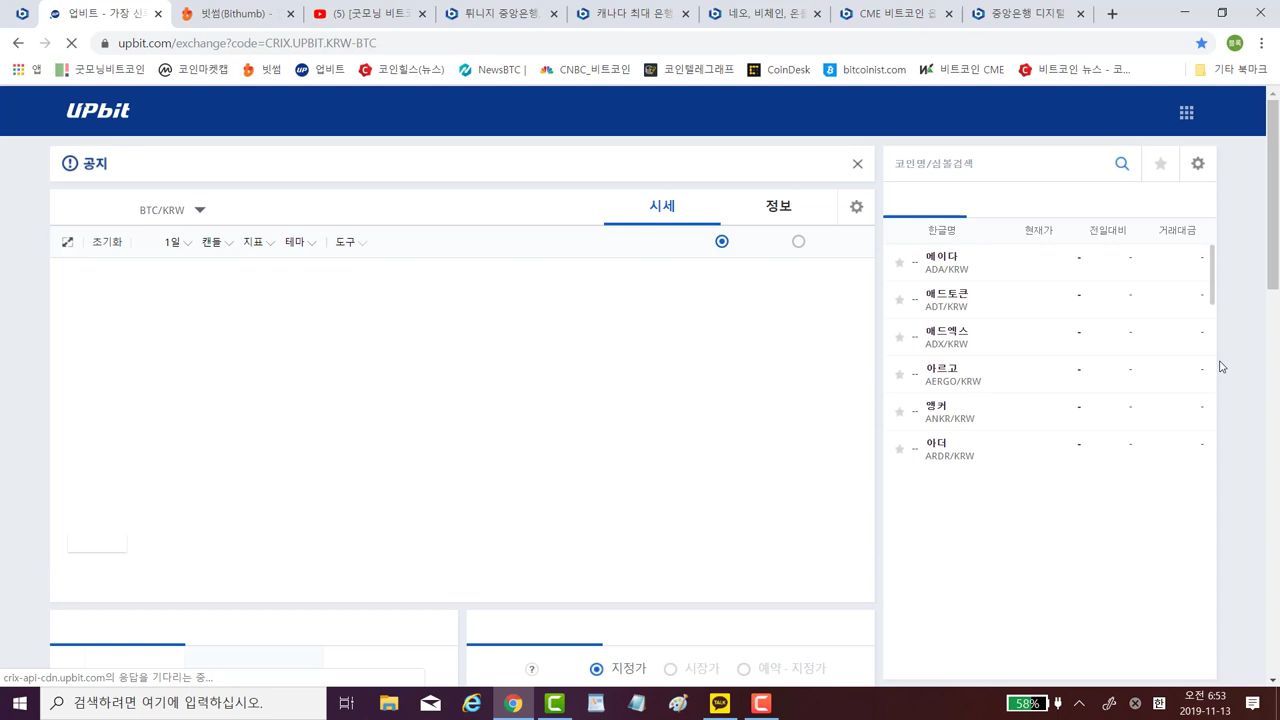 업비트 - 가장 신
빗썸(Bithumb) -
(5) [굿모닝 비트
튀니지 중앙은행,
캐나다 최대 은행
네오, 비체인, 온
CME 비트코인 옵
중앙은행 디지털
upbit.com/exchange?code=CRIX.UPBIT.KRW-BTC
앱
굿모닝비트코인
코인마켓캡
빗썸
업비트
코인힐스(뉴스)
NewsBTC |
CNBC_비트코인
코인텔레그래프
CoinDesk
bitcoinist.com
비트코인 CME
비트코인 뉴스 - 코...
기타 북마크
UPbit
공지
코인명/심볼검색
BTC/KRW
시세
정보
초기화
1일
캔들
지표
테마
도구
한글명 현재가 전일대비 거래대금
에이다 - - -
ADA/KRW
애드토큰 - - -
ADT/KRW
애드엑스 - - -
ADX/KRW
아르고 - - -
AERGO/KRW
앵커 - - -
ANKR/KRW
아더 - - -
ARDR/KRW
지정가
시장가
예약 - 지정가
crix-api-cdn.upbit.com의 응답을 기다리는 중...
검색하려면 여기에 입력하십시오.
TALK
58%
한
오전 6:53
2019-11-13